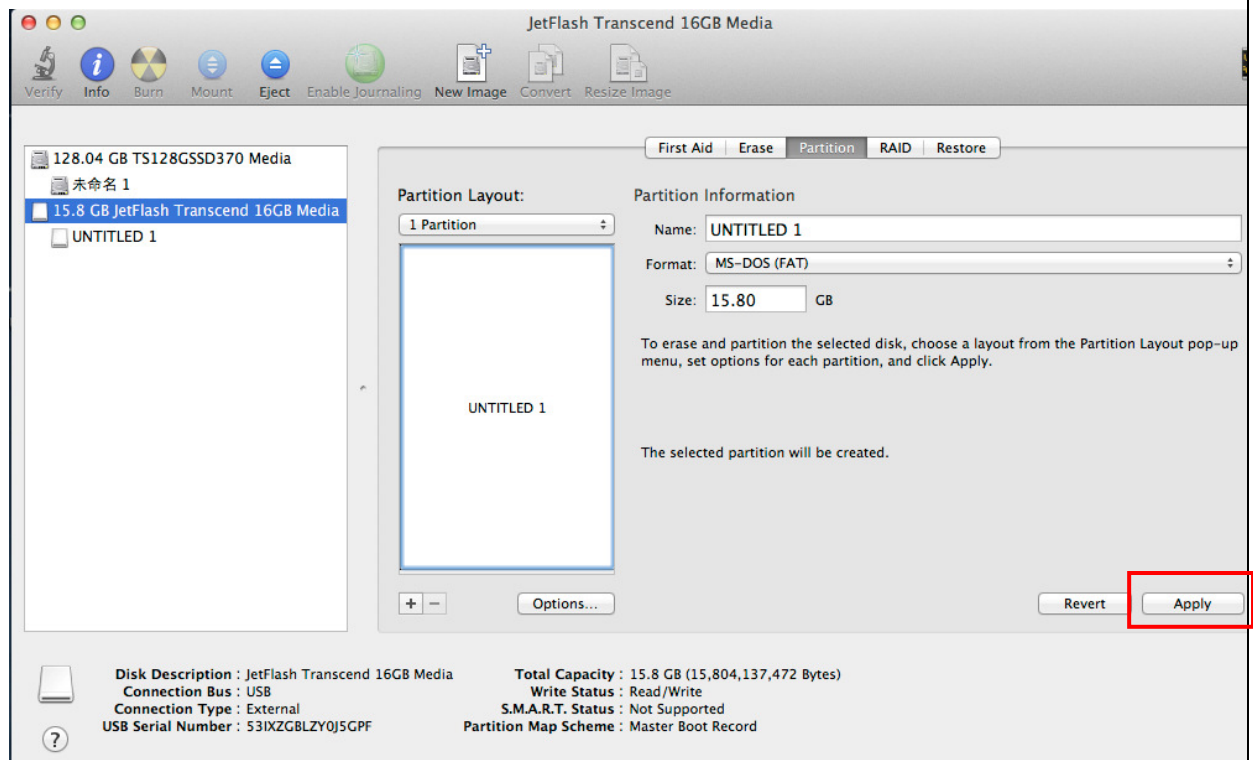 JetFlash Transcend 16GB Media
Verify Info Burn Mount Eject Enable Journaling New Image Convert Resize Image
128.04 GB TS128GSSD370 Media
未命名 1
15.8 GB JetFlash Transcend 16GB Media
UNTITLED 1
First Aid Erase Partition RAID Restore
Partition Layout:
1 Partition
UNTITLED 1
+ − Options...
Partition Information
Name: UNTITLED 1
Format: MS-DOS (FAT)
Size: 15.80 GB
To erase and partition the selected disk, choose a layout from the Partition Layout pop-up
menu, set options for each partition, and click Apply.
The selected partition will be created.
Revert Apply
Disk Description : JetFlash Transcend 16GB Media
Connection Bus : USB
Connection Type : External
USB Serial Number : 53IXZGBLZY0J5GPF
Total Capacity : 15.8 GB (15,804,137,472 Bytes)
Write Status : Read/Write
S.M.A.R.T. Status : Not Supported
Partition Map Scheme : Master Boot Record
?